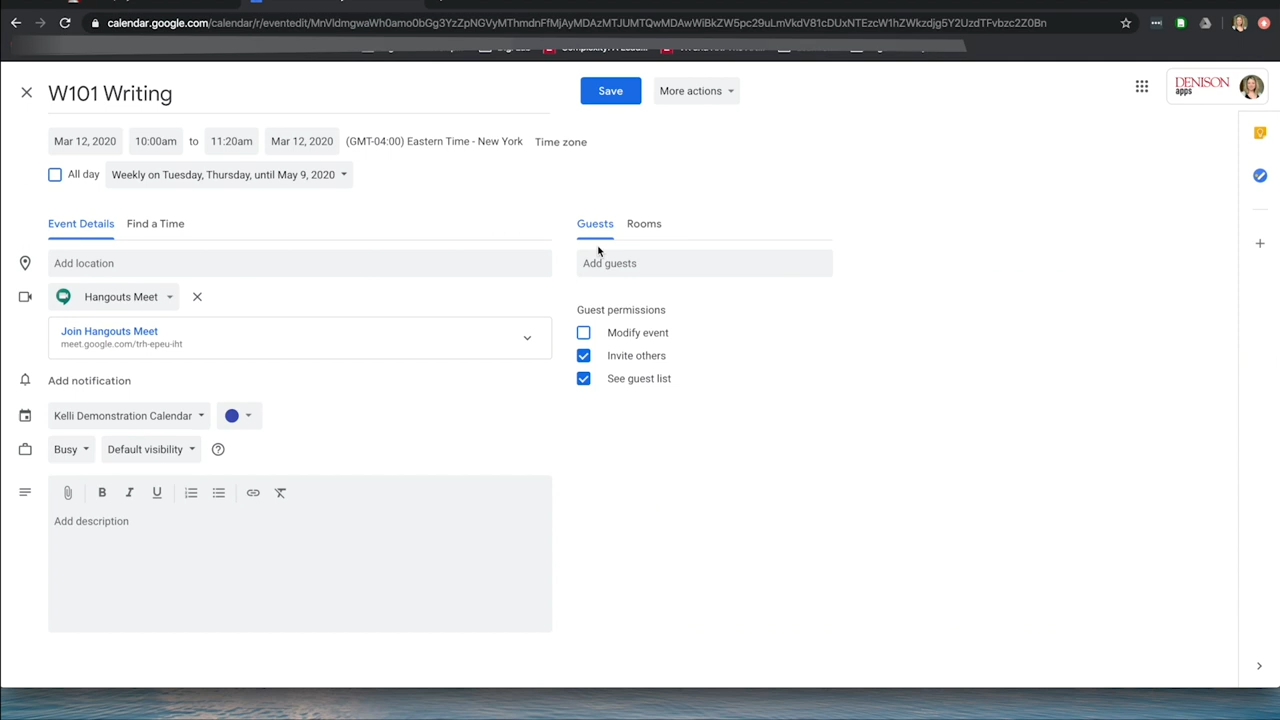 calendar.google.com/calendar/r/eventedit/MnVldmgwaWh0amo0bGg3YzZpNGVyMThmdnFfMjAyMDAzMTJUMTQwMDAwWiBkZW5pc29uLmVkdV81cDUxNTEzcW1hZWkzdjg5Y2UzdTFvbzc2Z0Bn
W101 Writing
Save
More actions
DENISON
apps
Mar 12, 2020
10:00am
to
11:20am
Mar 12, 2020
(GMT-04:00) Eastern Time - New York
Time zone
All day
Weekly on Tuesday, Thursday, until May 9, 2020
Event Details
Find a Time
Guests
Rooms
Add location
Add guests
Hangouts Meet
Join Hangouts Meet
meet.google.com/trh-epeu-iht
Guest permissions
Modify event
Invite others
See guest list
Add notification
Kelli Demonstration Calendar
Busy
Default visibility
B
I
U
Add description